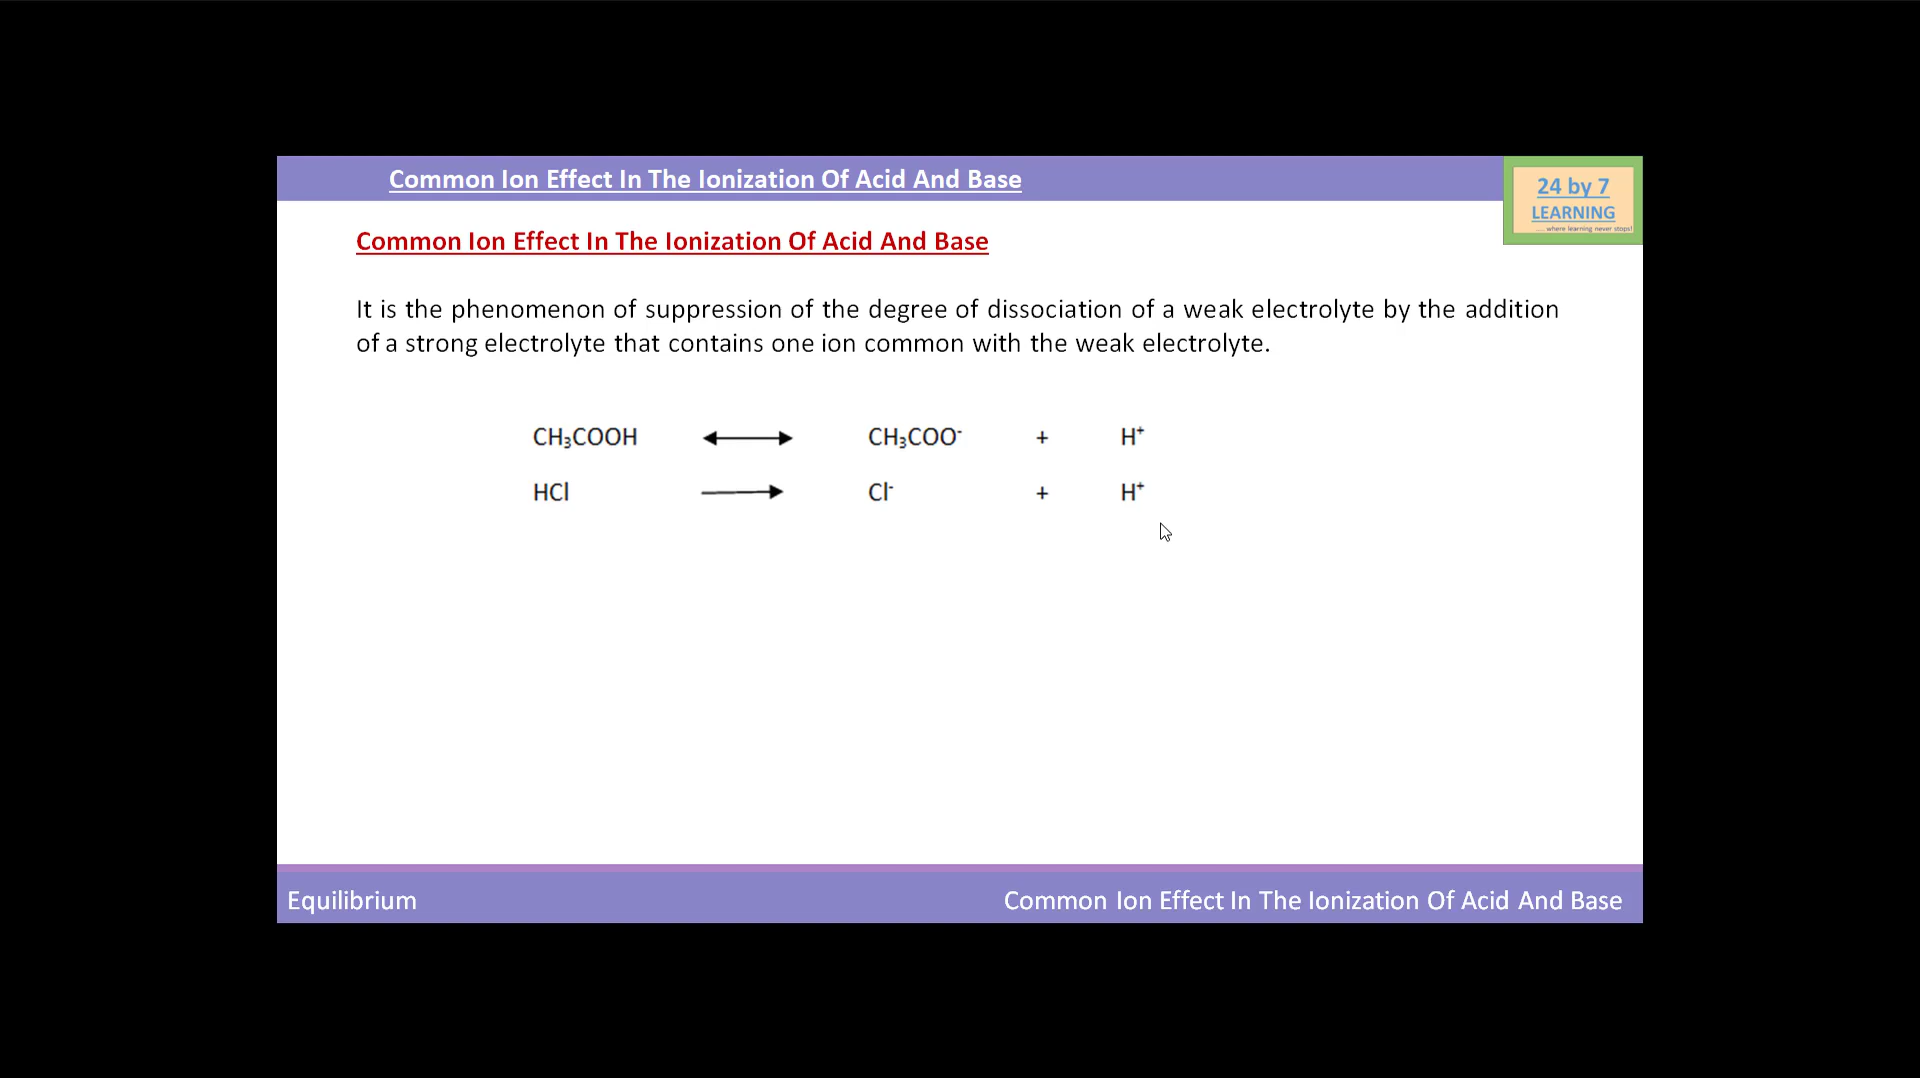 Common Ion Effect In The Ionization Of Acid And Base
24 by 7
LEARNING
.... where learning never stops!
Common Ion Effect In The Ionization Of Acid And Base
It is the phenomenon of suppression of the degree of dissociation of a weak electrolyte by the addition
of a strong electrolyte that contains one ion common with the weak electrolyte.
CH₃COOH ⟷ CH₃COO⁻ + H⁺
HCl ⟶ Cl⁻ + H⁺
Equilibrium
Common Ion Effect In The Ionization Of Acid And Base